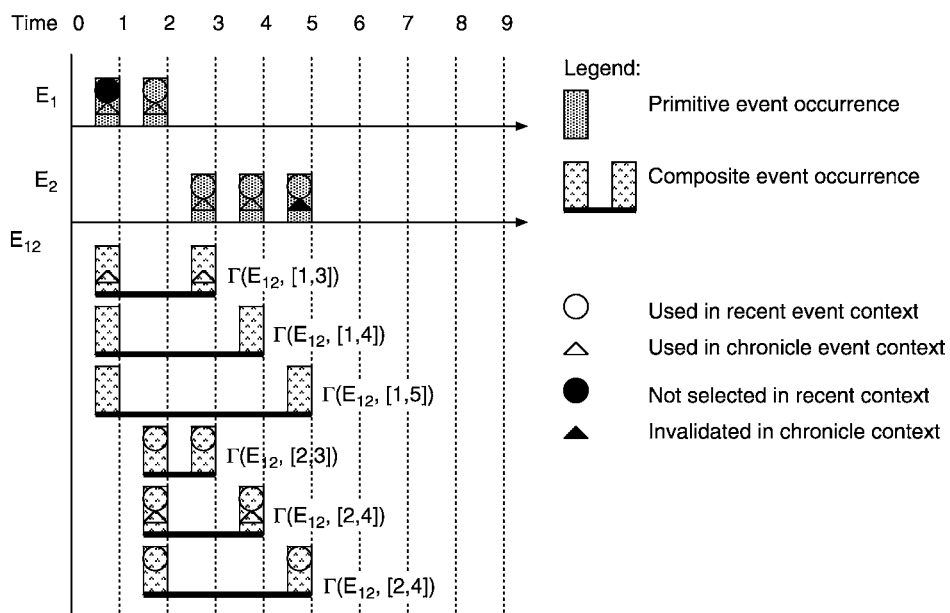 Time 0 1 2 3 4 5 6 7 8 9
Legend:
E1
Primitive event occurrence
E2
Composite event occurrence
E12
Γ(E12, [1,3])
Used in recent event context
Γ(E12, [1,4])
Used in chronicle event context
Γ(E12, [1,5])
Not selected in recent context
Invalidated in chronicle context
Γ(E12, [2,3])
Γ(E12, [2,4])
Γ(E12, [2,4])